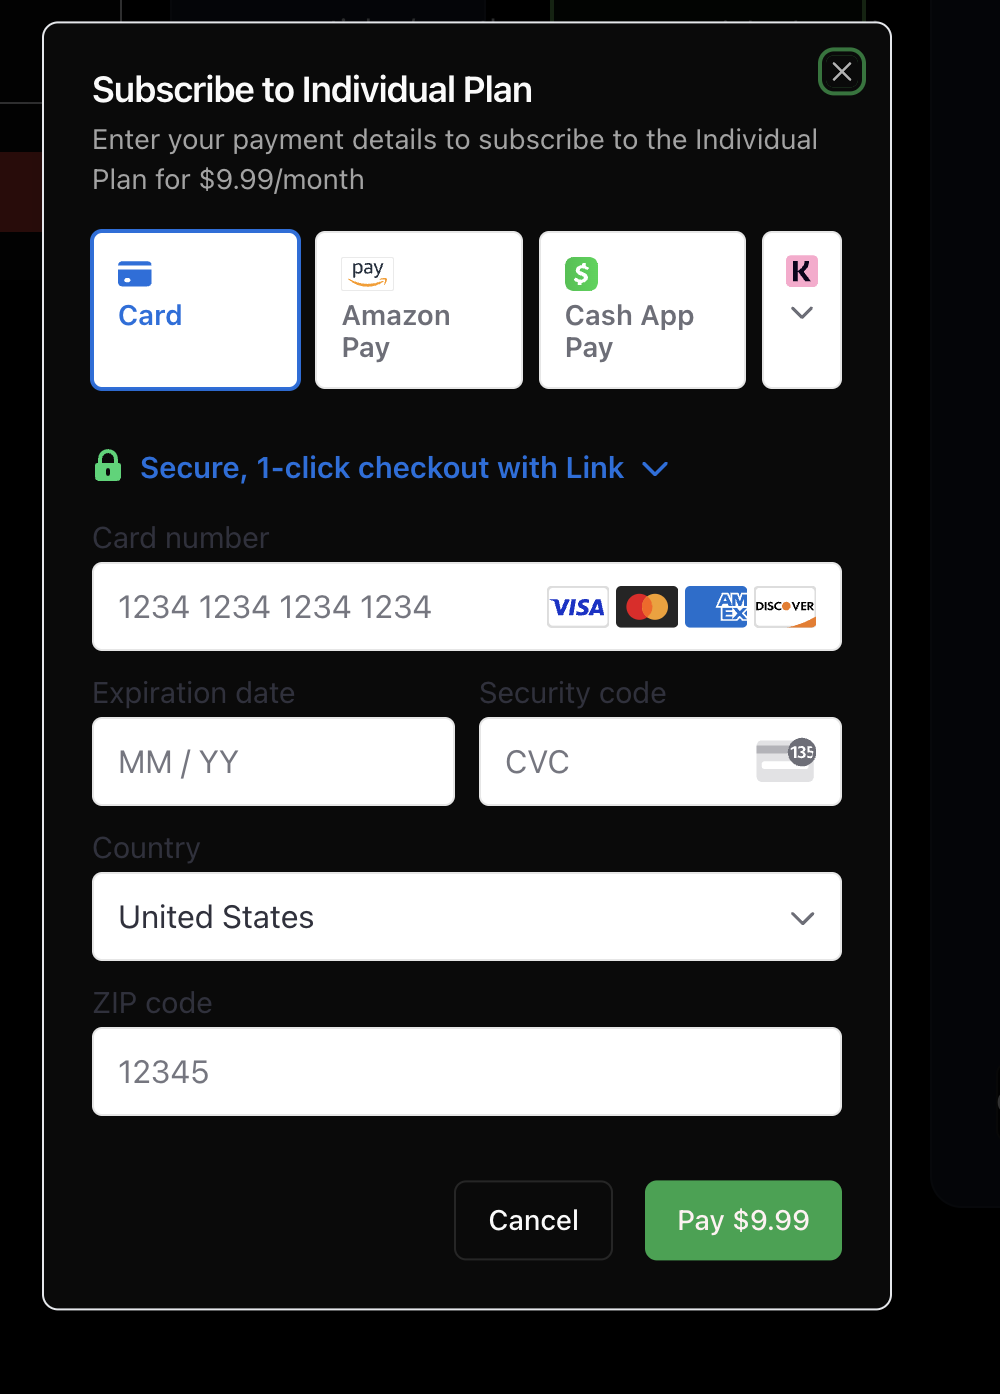 Subscribe to Individual Plan
Enter your payment details to subscribe to the Individual
Plan for $9.99/month
Card
pay
Amazon
Pay
$
Cash App
Pay
K
Secure, 1-click checkout with Link
Card number
1234 1234 1234 1234
VISA
AM
EX
DISCOVER
Expiration date
Security code
MM / YY
CVC
135
Country
United States
ZIP code
12345
Cancel
Pay $9.99